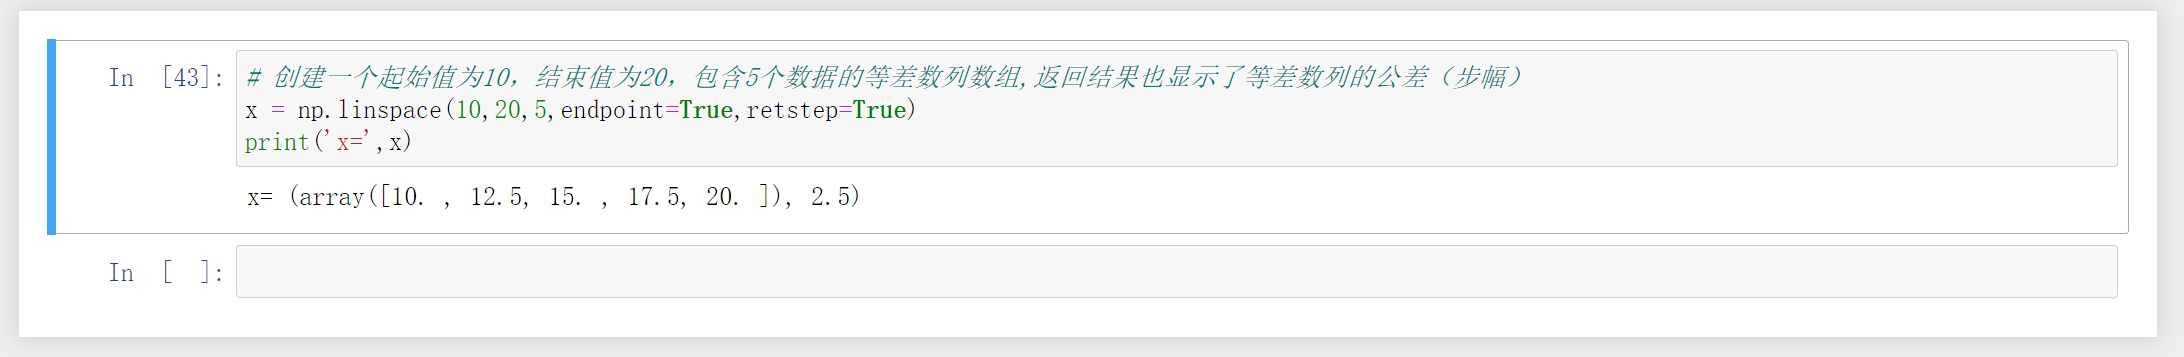 In [43]: # 创建一个起始值为10，结束值为20，包含5个数据的等差数列数组,返回结果也显示了等差数列的公差（步幅）
x = np.linspace(10,20,5,endpoint=True,retstep=True)
print('x=',x)
x= (array([10. , 12.5, 15. , 17.5, 20. ]), 2.5)
In [ ]: